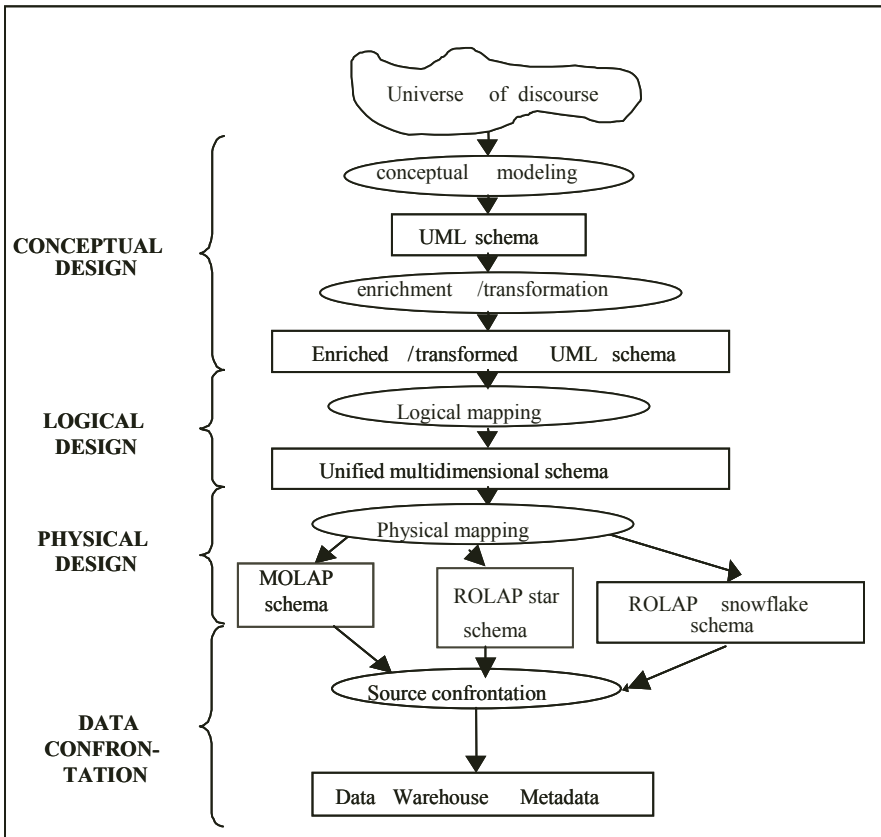 Universe of discourse
conceptual modeling
UML schema
CONCEPTUAL
DESIGN
enrichment /transformation
Enriched /transformed UML schema
Logical mapping
LOGICAL
DESIGN
Unified multidimensional schema
Physical mapping
PHYSICAL
DESIGN
MOLAP
schema
ROLAP star
schema
ROLAP snowflake
schema
Source confrontation
DATA
CONFRON-
TATION
Data Warehouse Metadata